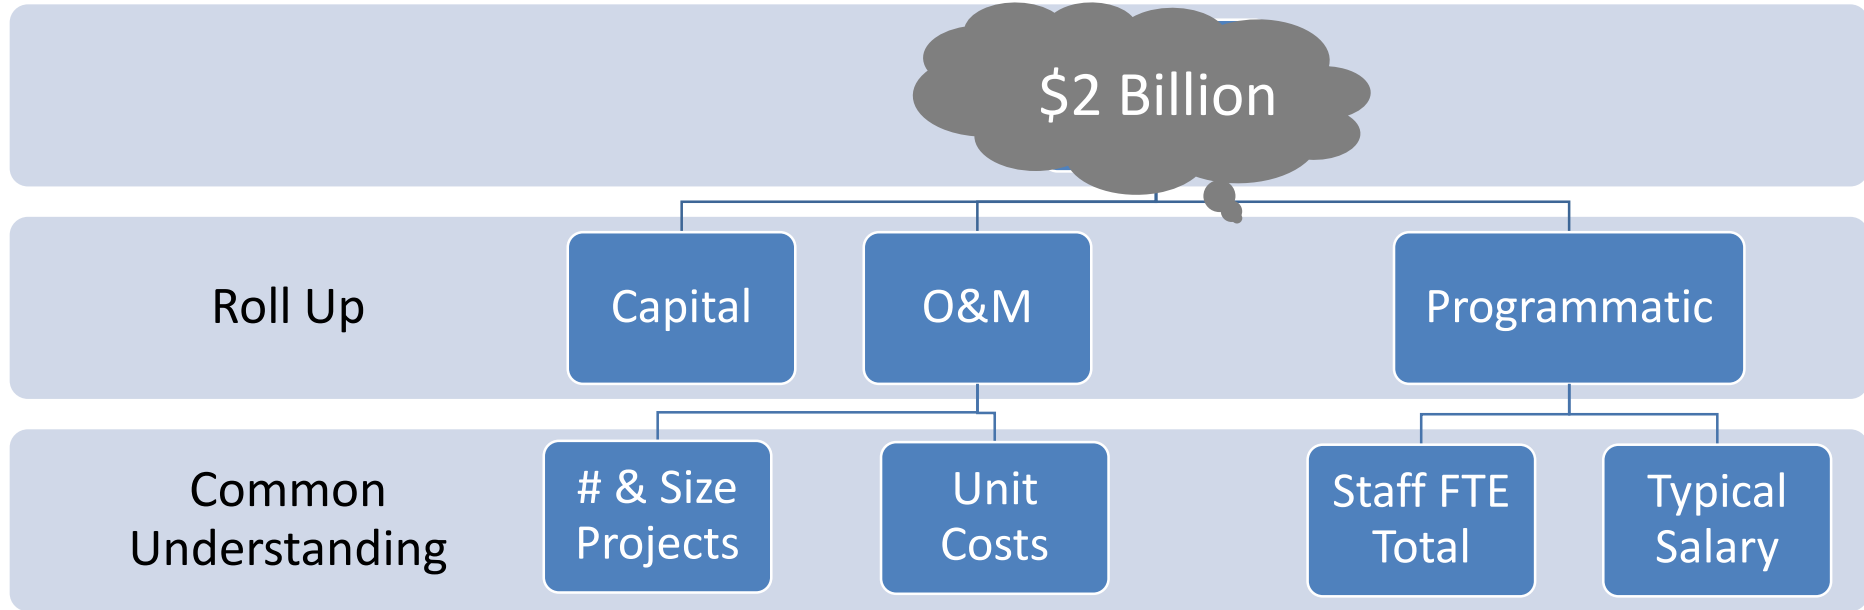 $2 Billion
Roll Up
Capital
O&M
Programmatic
Common
Understanding
# & Size
Projects
Unit
Costs
Staff FTE
Total
Typical
Salary